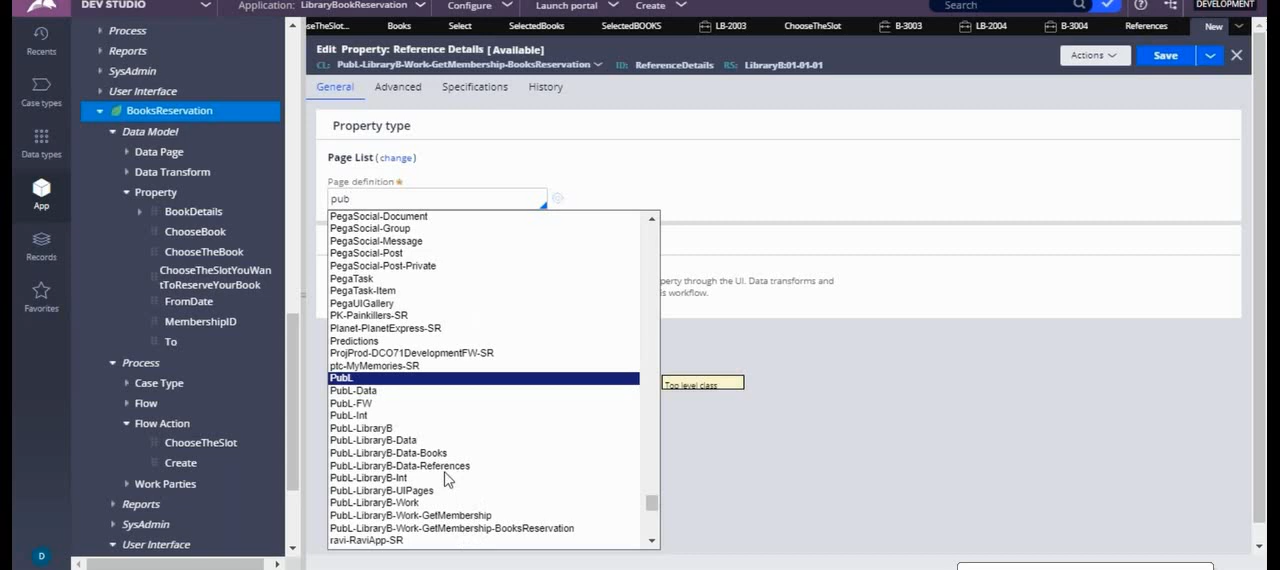 DEV STUDIO
Application: LibraryBookReservation
Configure
Launch portal
Create
Search
DEVELOPMENT
seTheSlot...
Books
Select
SelectedBooks
SelectedBOOKS
LB-2003
ChooseTheSlot
B-3003
LB-2004
B-3004
References
New
Recents
Case types
Data types
App
Records
Favorites
D
Process
Reports
SysAdmin
User Interface
BooksReservation
Data Model
Data Page
Data Transform
Property
BookDetails
ChooseBook
ChooseTheBook
ChooseTheSlotYouWan
tToReserveYourBook
FromDate
MembershipID
To
Process
Case Type
Flow
Flow Action
ChooseTheSlot
Create
Work Parties
Reports
SysAdmin
User Interface
Edit Property: Reference Details [Available]
CL: PubL-LibraryB-Work-GetMembership-BooksReservation ID: ReferenceDetails RS: LibraryB:01-01-01
Actions
Save
General
Advanced
Specifications
History
Property type
Page List (change)
Page definition
pub
PegaSocial-Document
PegaSocial-Group
PegaSocial-Message
PegaSocial-Post
PegaSocial-Post-Private
PegaTask
PegaTask-Item
PegaUIGallery
PK-Painkillers-SR
Planet-PlanetExpress-SR
Predictions
ProjProd-DCO71DevelopmentFW-SR
ptc-MyMemories-SR
PubL
PubL-Data
PubL-FW
PubL-Int
PubL-LibraryB
PubL-LibraryB-Data
PubL-LibraryB-Data-Books
PubL-LibraryB-Data-References
PubL-LibraryB-Int
PubL-LibraryB-UIPages
PubL-LibraryB-Work
PubL-LibraryB-Work-GetMembership
PubL-LibraryB-Work-GetMembership-BooksReservation
ravi-RaviApp-SR
perty through the UI. Data transforms and
is workflow.
Top level class